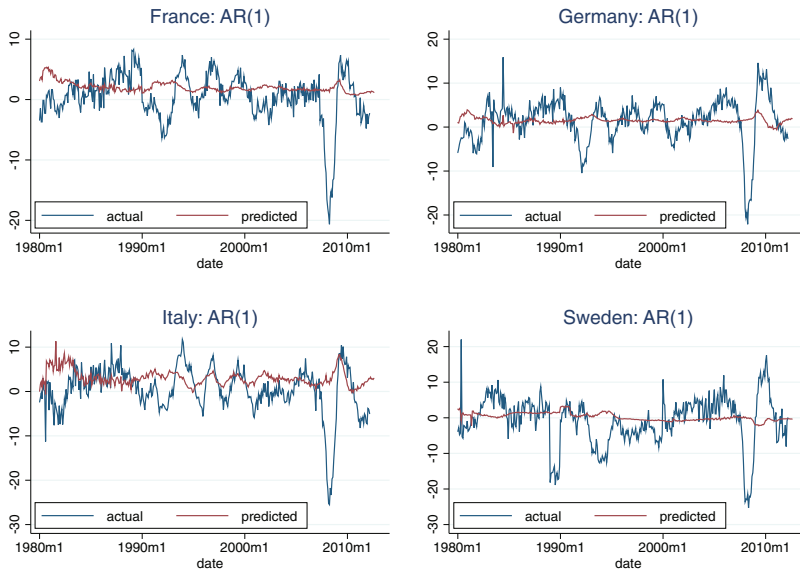 France: AR(1)
10
0
-10
-20
actual predicted
1980m1 1990m1 2000m1 2010m1
date
Germany: AR(1)
20
10
0
-10
-20
actual predicted
1980m1 1990m1 2000m1 2010m1
date
Italy: AR(1)
10
0
-10
-20
-30
actual predicted
1980m1 1990m1 2000m1 2010m1
date
Sweden: AR(1)
20
10
0
-10
-20
-30
actual predicted
1980m1 1990m1 2000m1 2010m1
date